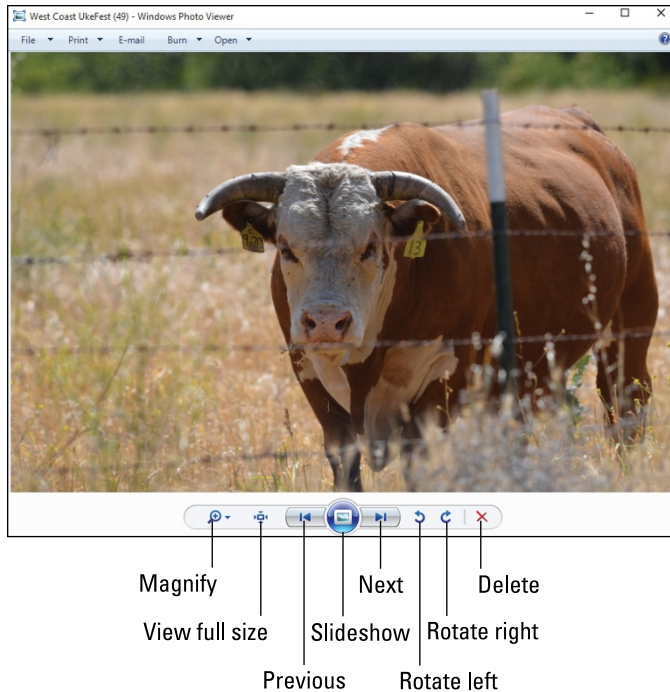 West Coast UkeFest (49) - Windows Photo Viewer
File Print E-mail Burn Open
13
Magnify Next Delete
View full size Slideshow Rotate right
Previous Rotate left